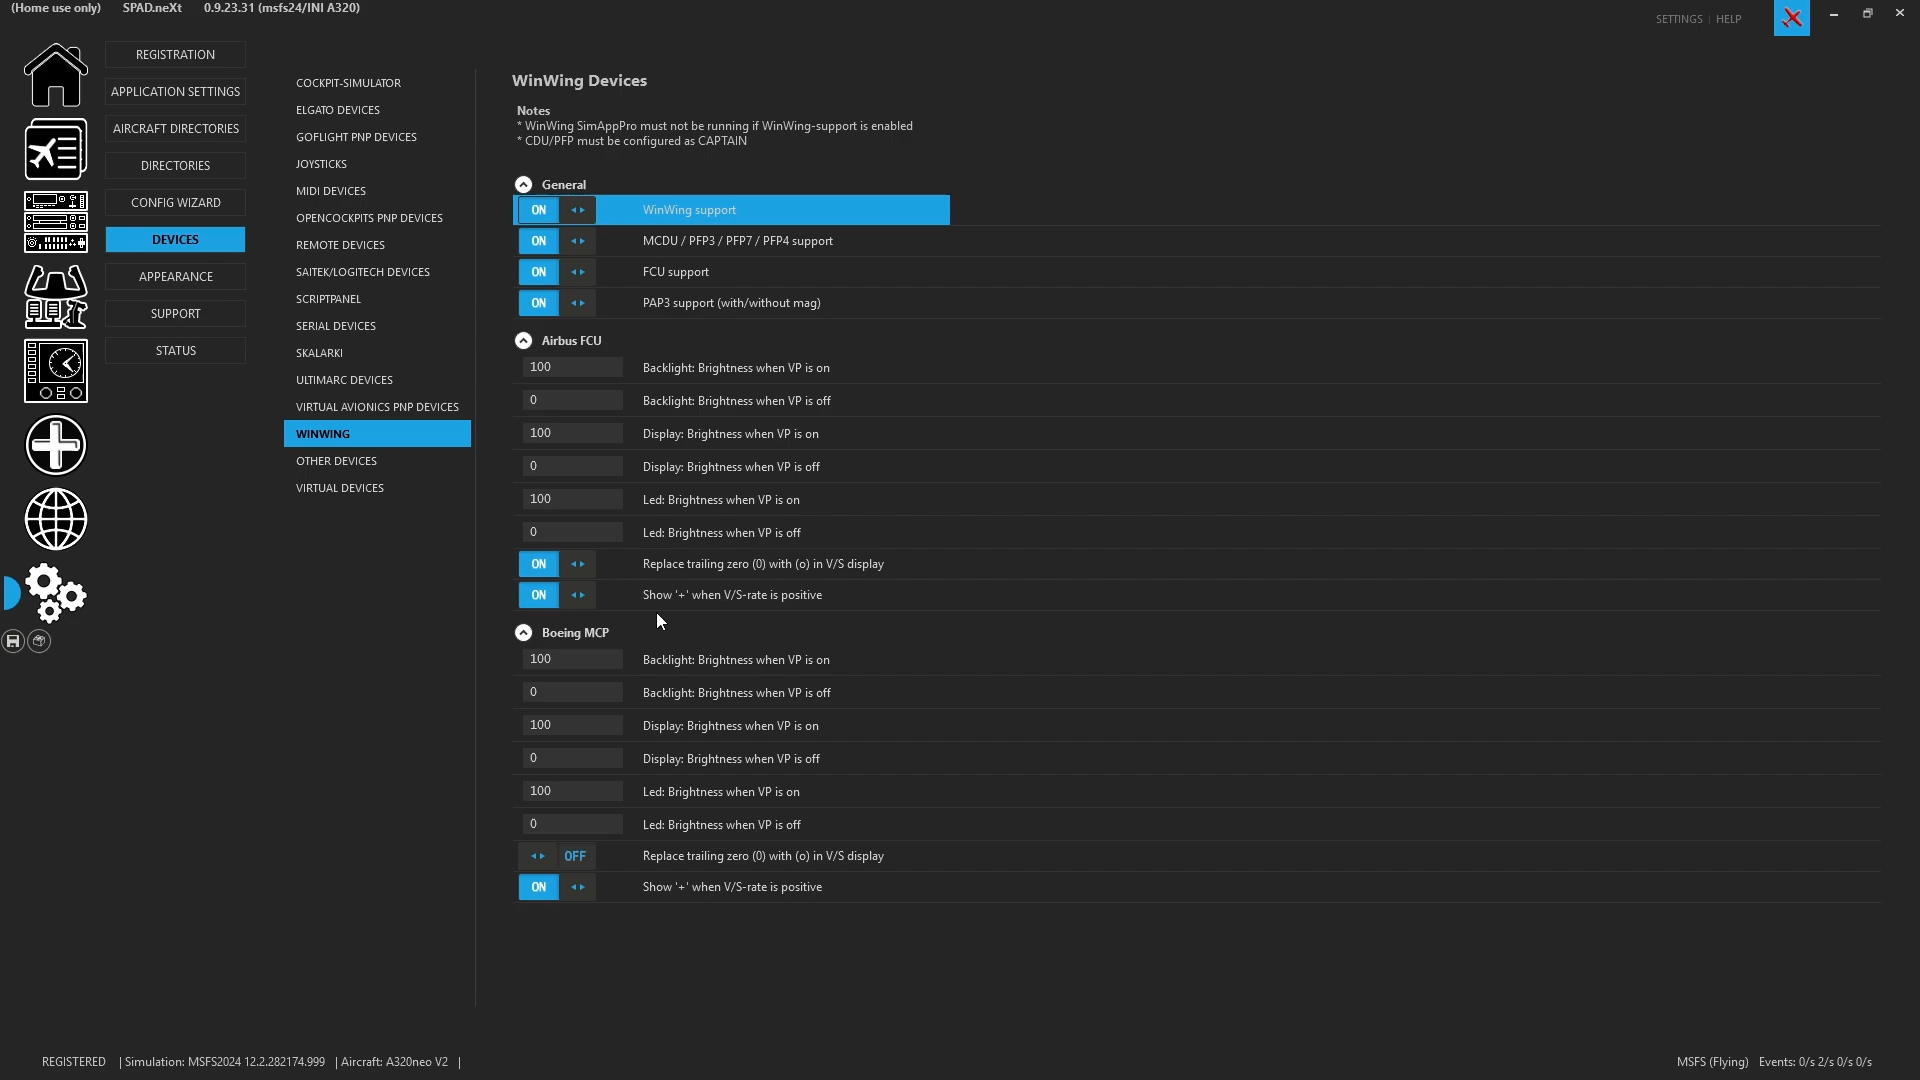 (Home use only) SPAD.neXt 0.9.23.31 (msfs24/INI A320)
SETTINGS | HELP
REGISTRATION
APPLICATION SETTINGS
AIRCRAFT DIRECTORIES
DIRECTORIES
CONFIG WIZARD
DEVICES
APPEARANCE
SUPPORT
STATUS
COCKPIT-SIMULATOR
ELGATO DEVICES
GOFLIGHT PNP DEVICES
JOYSTICKS
MIDI DEVICES
OPENCOCKPITS PNP DEVICES
REMOTE DEVICES
SAITEK/LOGITECH DEVICES
SCRIPTPANEL
SERIAL DEVICES
SKALARKI
ULTIMARC DEVICES
VIRTUAL AVIONICS PNP DEVICES
WINWING
OTHER DEVICES
VIRTUAL DEVICES
WinWing Devices
Notes
* WinWing SimAppPro must not be running if WinWing-support is enabled
* CDU/PFP must be configured as CAPTAIN
General
ON WinWing support
ON MCDU / PFP3 / PFP7 / PFP4 support
ON FCU support
ON PAP3 support (with/without mag)
Airbus FCU
100 Backlight: Brightness when VP is on
0 Backlight: Brightness when VP is off
100 Display: Brightness when VP is on
0 Display: Brightness when VP is off
100 Led: Brightness when VP is on
0 Led: Brightness when VP is off
ON Replace trailing zero (0) with (o) in V/S display
ON Show '+' when V/S-rate is positive
Boeing MCP
100 Backlight: Brightness when VP is on
0 Backlight: Brightness when VP is off
100 Display: Brightness when VP is on
0 Display: Brightness when VP is off
100 Led: Brightness when VP is on
0 Led: Brightness when VP is off
OFF Replace trailing zero (0) with (o) in V/S display
ON Show '+' when V/S-rate is positive
REGISTERED | Simulation: MSFS2024 12.2.282174.999 | Aircraft: A320neo V2 |
MSFS (Flying) Events: 0/s 2/s 0/s 0/s